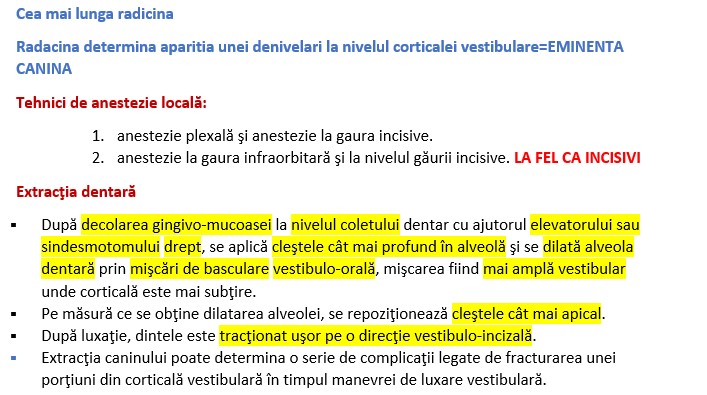 Cea mai lunga radicina
Radacina determina aparitia unei denivelari la nivelul corticalei vestibulare=EMINENTA
CANINA
Tehnici de anestezie locală:
1. anestezie plexală şi anestezie la gaura incisive.
2. anestezie la gaura infraorbitară şi la nivelul găurii incisive. LA FEL CA INCISIVI
Extracţia dentară
▪ După decolarea gingivo-mucoasei la nivelul coletului dentar cu ajutorul elevatorului sau
sindesmotomului drept, se aplică cleştele cât mai profund în alveolă şi se dilată alveola
dentară prin mişcări de basculare vestibulo-orală, mişcarea fiind mai amplă vestibular
unde corticală este mai subţire.
▪ Pe măsură ce se obţine dilatarea alveolei, se repoziţionează cleştele cât mai apical.
▪ După luxaţie, dintele este tracţionat uşor pe o direcţie vestibulo-incizală.
▪ Extracţia caninului poate determina o serie de complicaţii legate de fracturarea unei
porţiuni din corticală vestibulară în timpul manevrei de luxare vestibulară.